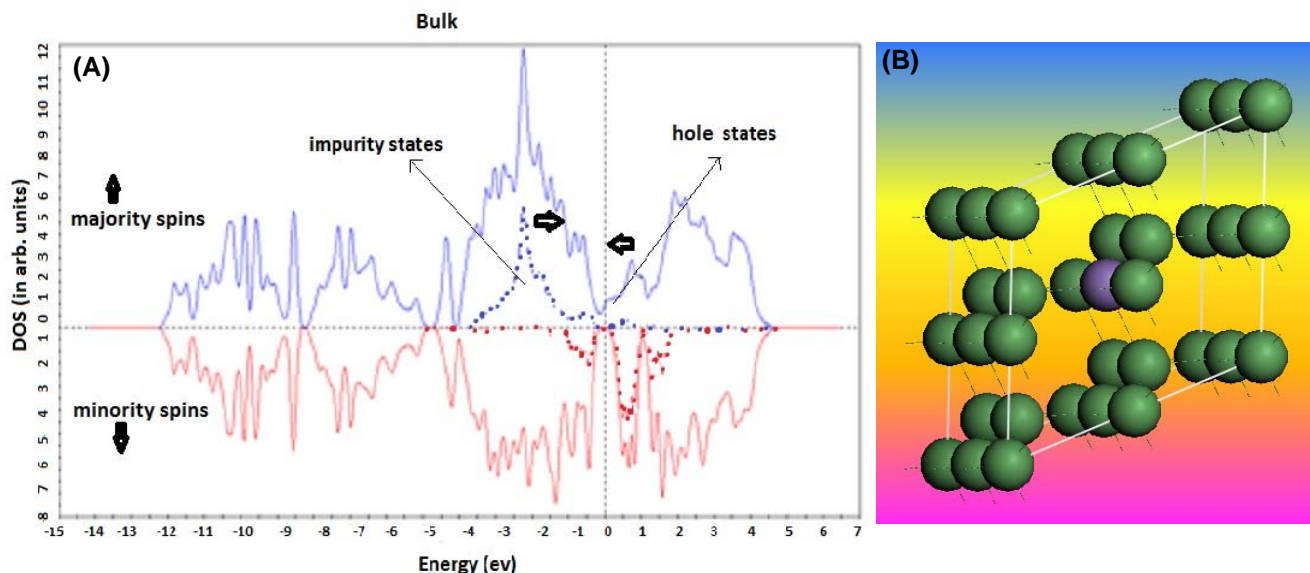 Bulk
(A)
(B)
12
11
10
9
8
7
6
5
4
3
2
1
0
1
2
3
4
5
6
7
8
DOS (in arb. units)
impurity states
hole states
majority spins
minority spins
-15 -14 -13 -12 -11 -10 -9 -8 -7 -6 -5 -4 -3 -2 -1 0 1 2 3 4 5 6 7
Energy (ev)